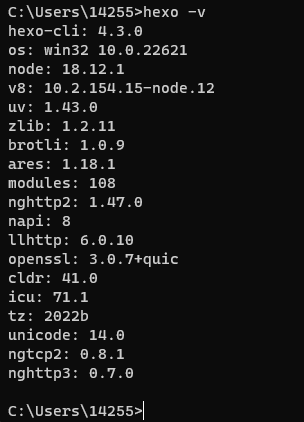 C:\Users\14255>hexo -v
hexo-cli: 4.3.0
os: win32 10.0.22621
node: 18.12.1
v8: 10.2.154.15-node.12
uv: 1.43.0
zlib: 1.2.11
brotli: 1.0.9
ares: 1.18.1
modules: 108
nghttp2: 1.47.0
napi: 8
llhttp: 6.0.10
openssl: 3.0.7+quic
cldr: 41.0
icu: 71.1
tz: 2022b
unicode: 14.0
ngtcp2: 0.8.1
nghttp3: 0.7.0
C:\Users\14255>